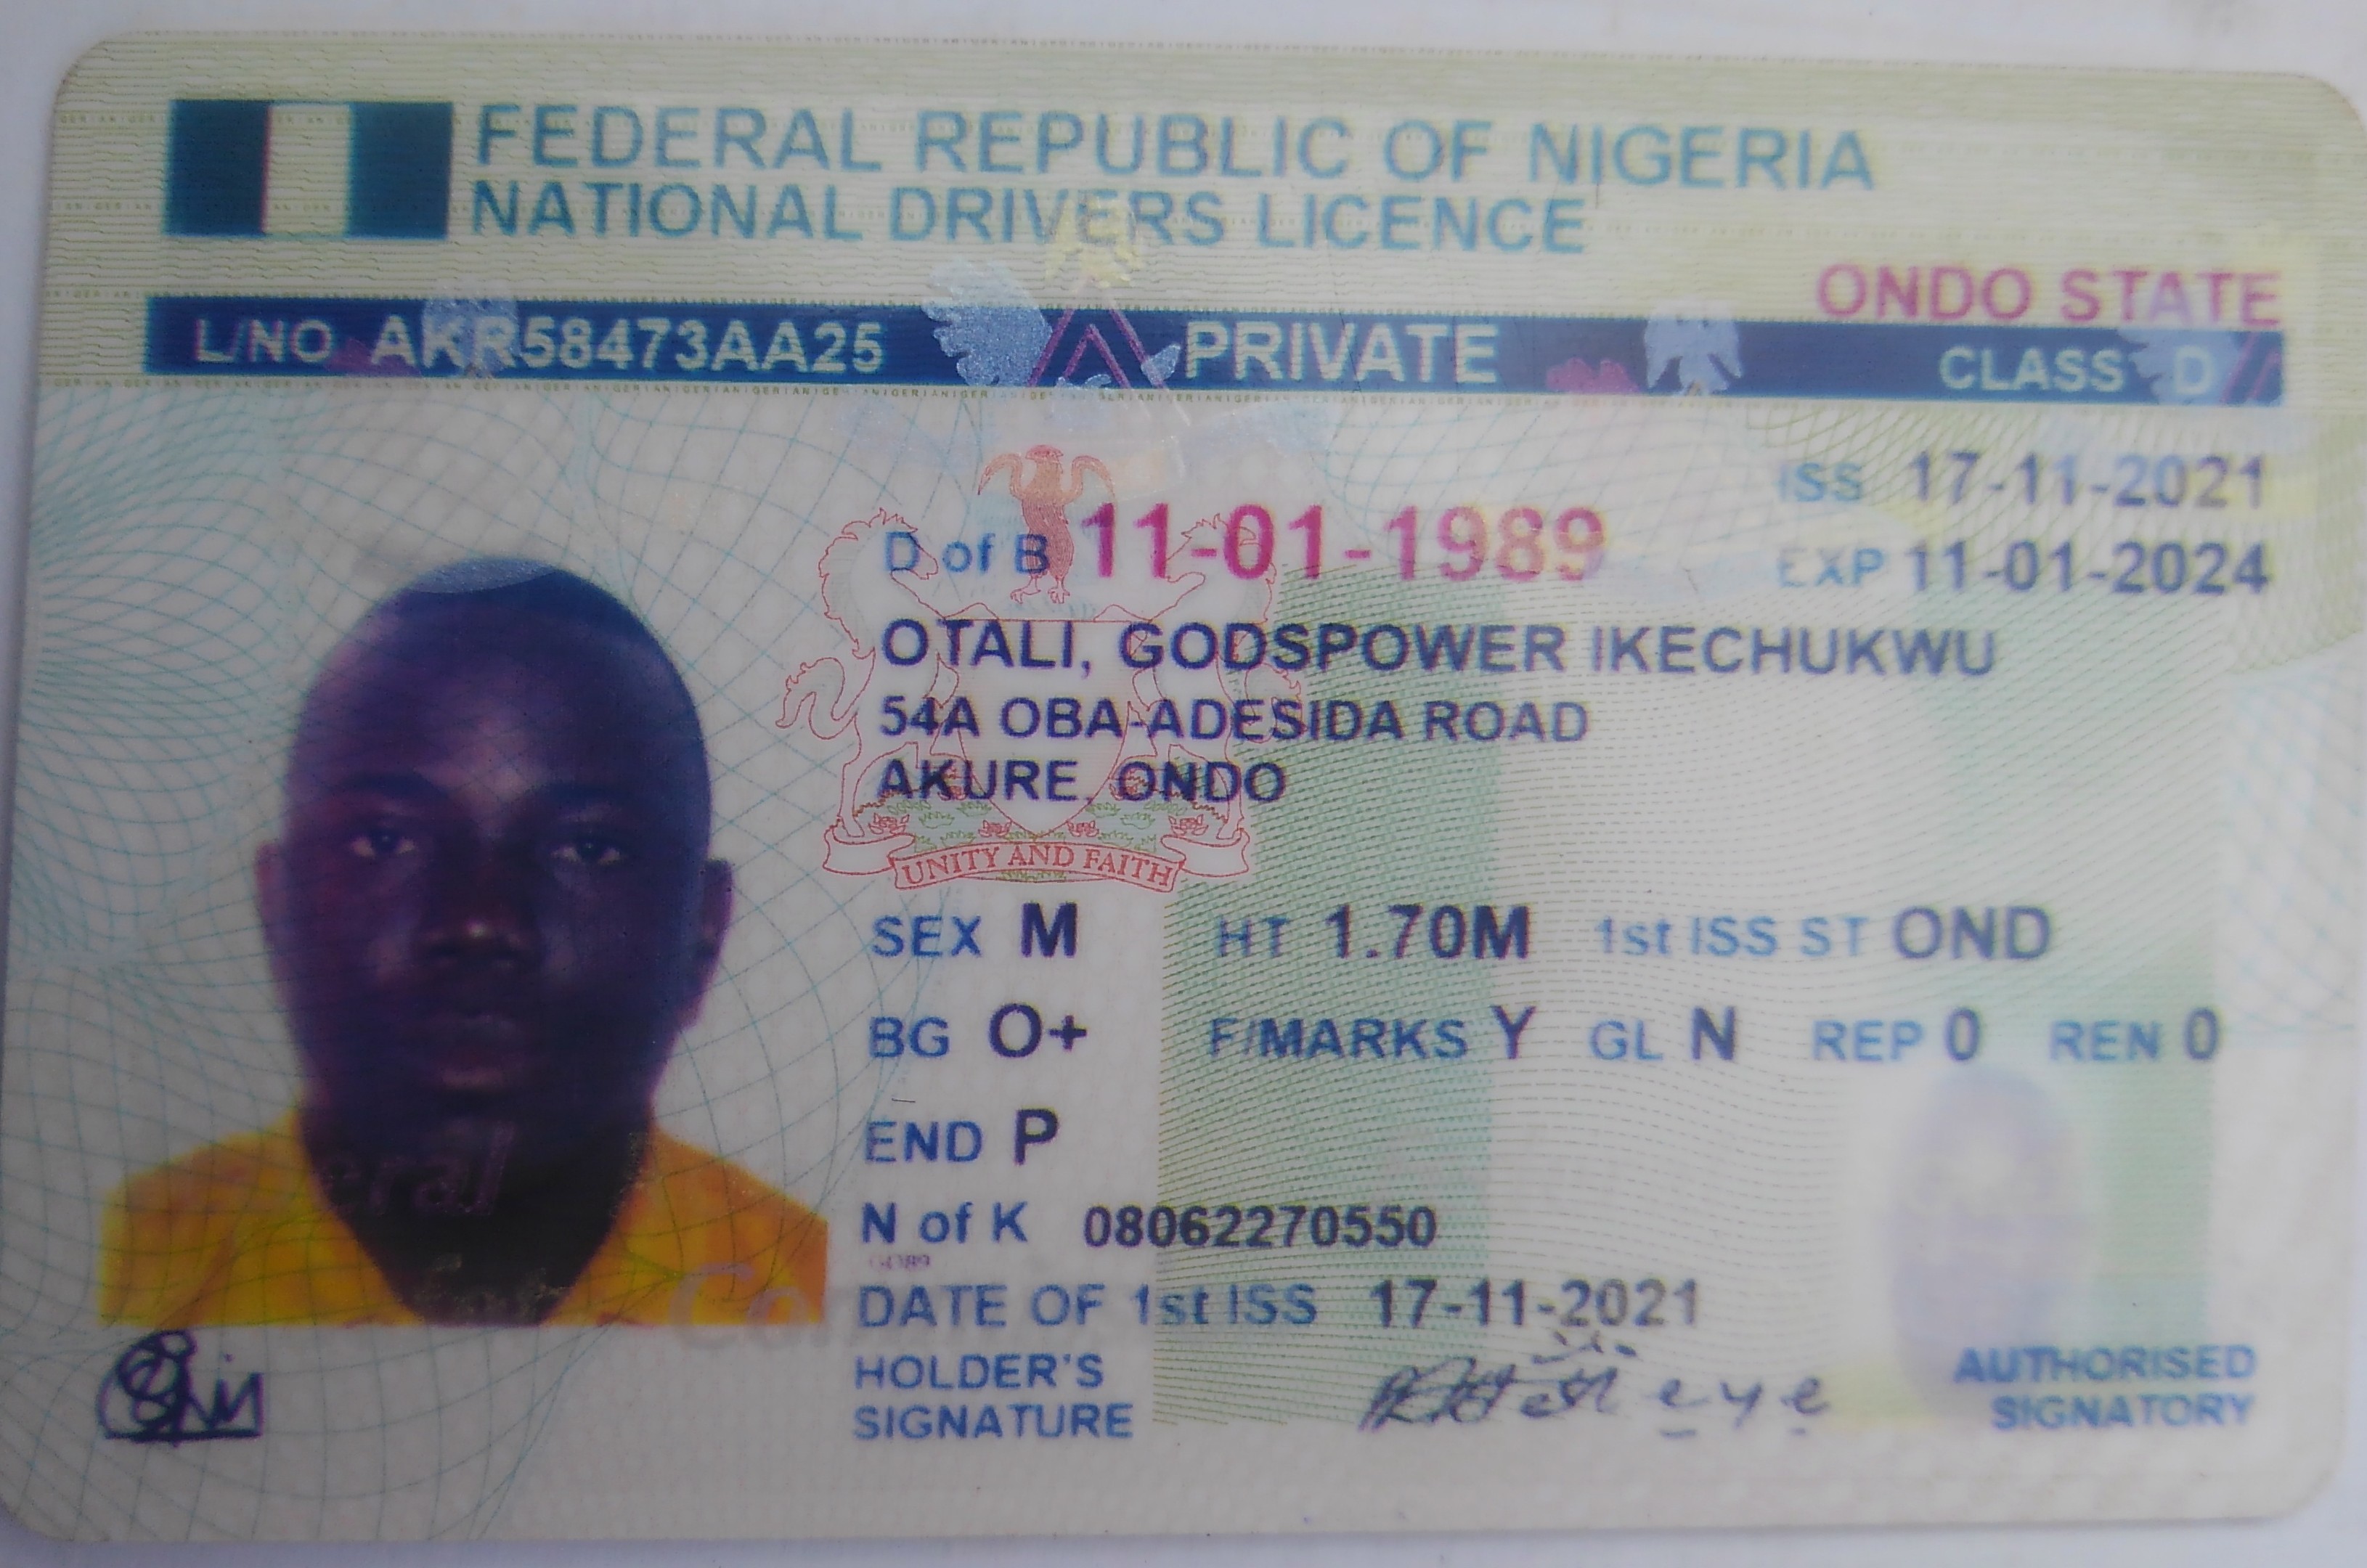 FEDERAL REPUBLIC OF NIGERIA
NATIONAL DRIVERS LICENCE
ONDO STATE
L/NO AKR58473AA25 PRIVATE CLASS D
ISS 17-11-2021
D of B 11-01-1989
EXP 11-01-2024
OTALI, GODSPOWER IKECHUKWU
54A OBA-ADESIDA ROAD
AKURE, ONDO
UNITY AND FAITH
SEX M HT 1.70M 1st ISS ST OND
BG O+ F/MARKS Y GL N REP 0 REN 0
END P
N of K 08062270550
DATE OF 1st ISS 17-11-2021
HOLDER'S
SIGNATURE
AUTHORISED
SIGNATORY